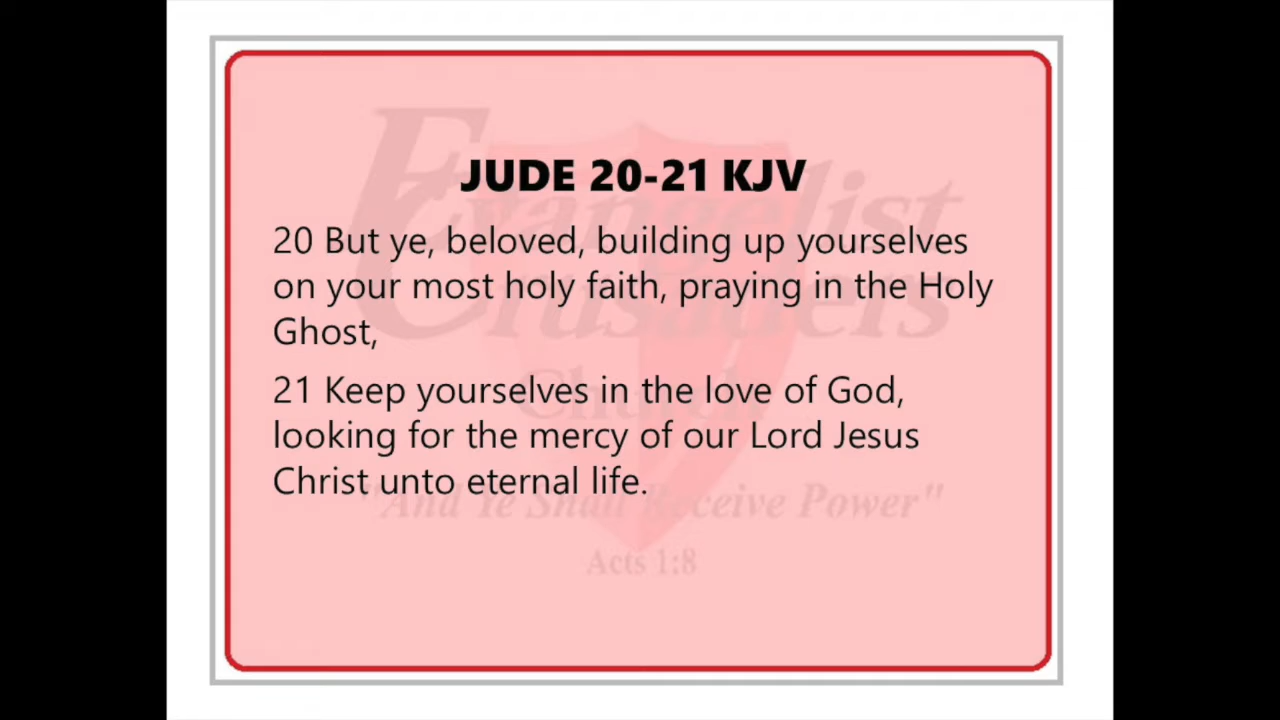 JUDE 20-21 KJV
20 But ye, beloved, building up yourselves
on your most holy faith, praying in the Holy
Ghost,
21 Keep yourselves in the love of God,
looking for the mercy of our Lord Jesus
Christ unto eternal life.
Evangelist
Crusaders
Church
"And Ye Shall Receive Power"
Acts 1:8